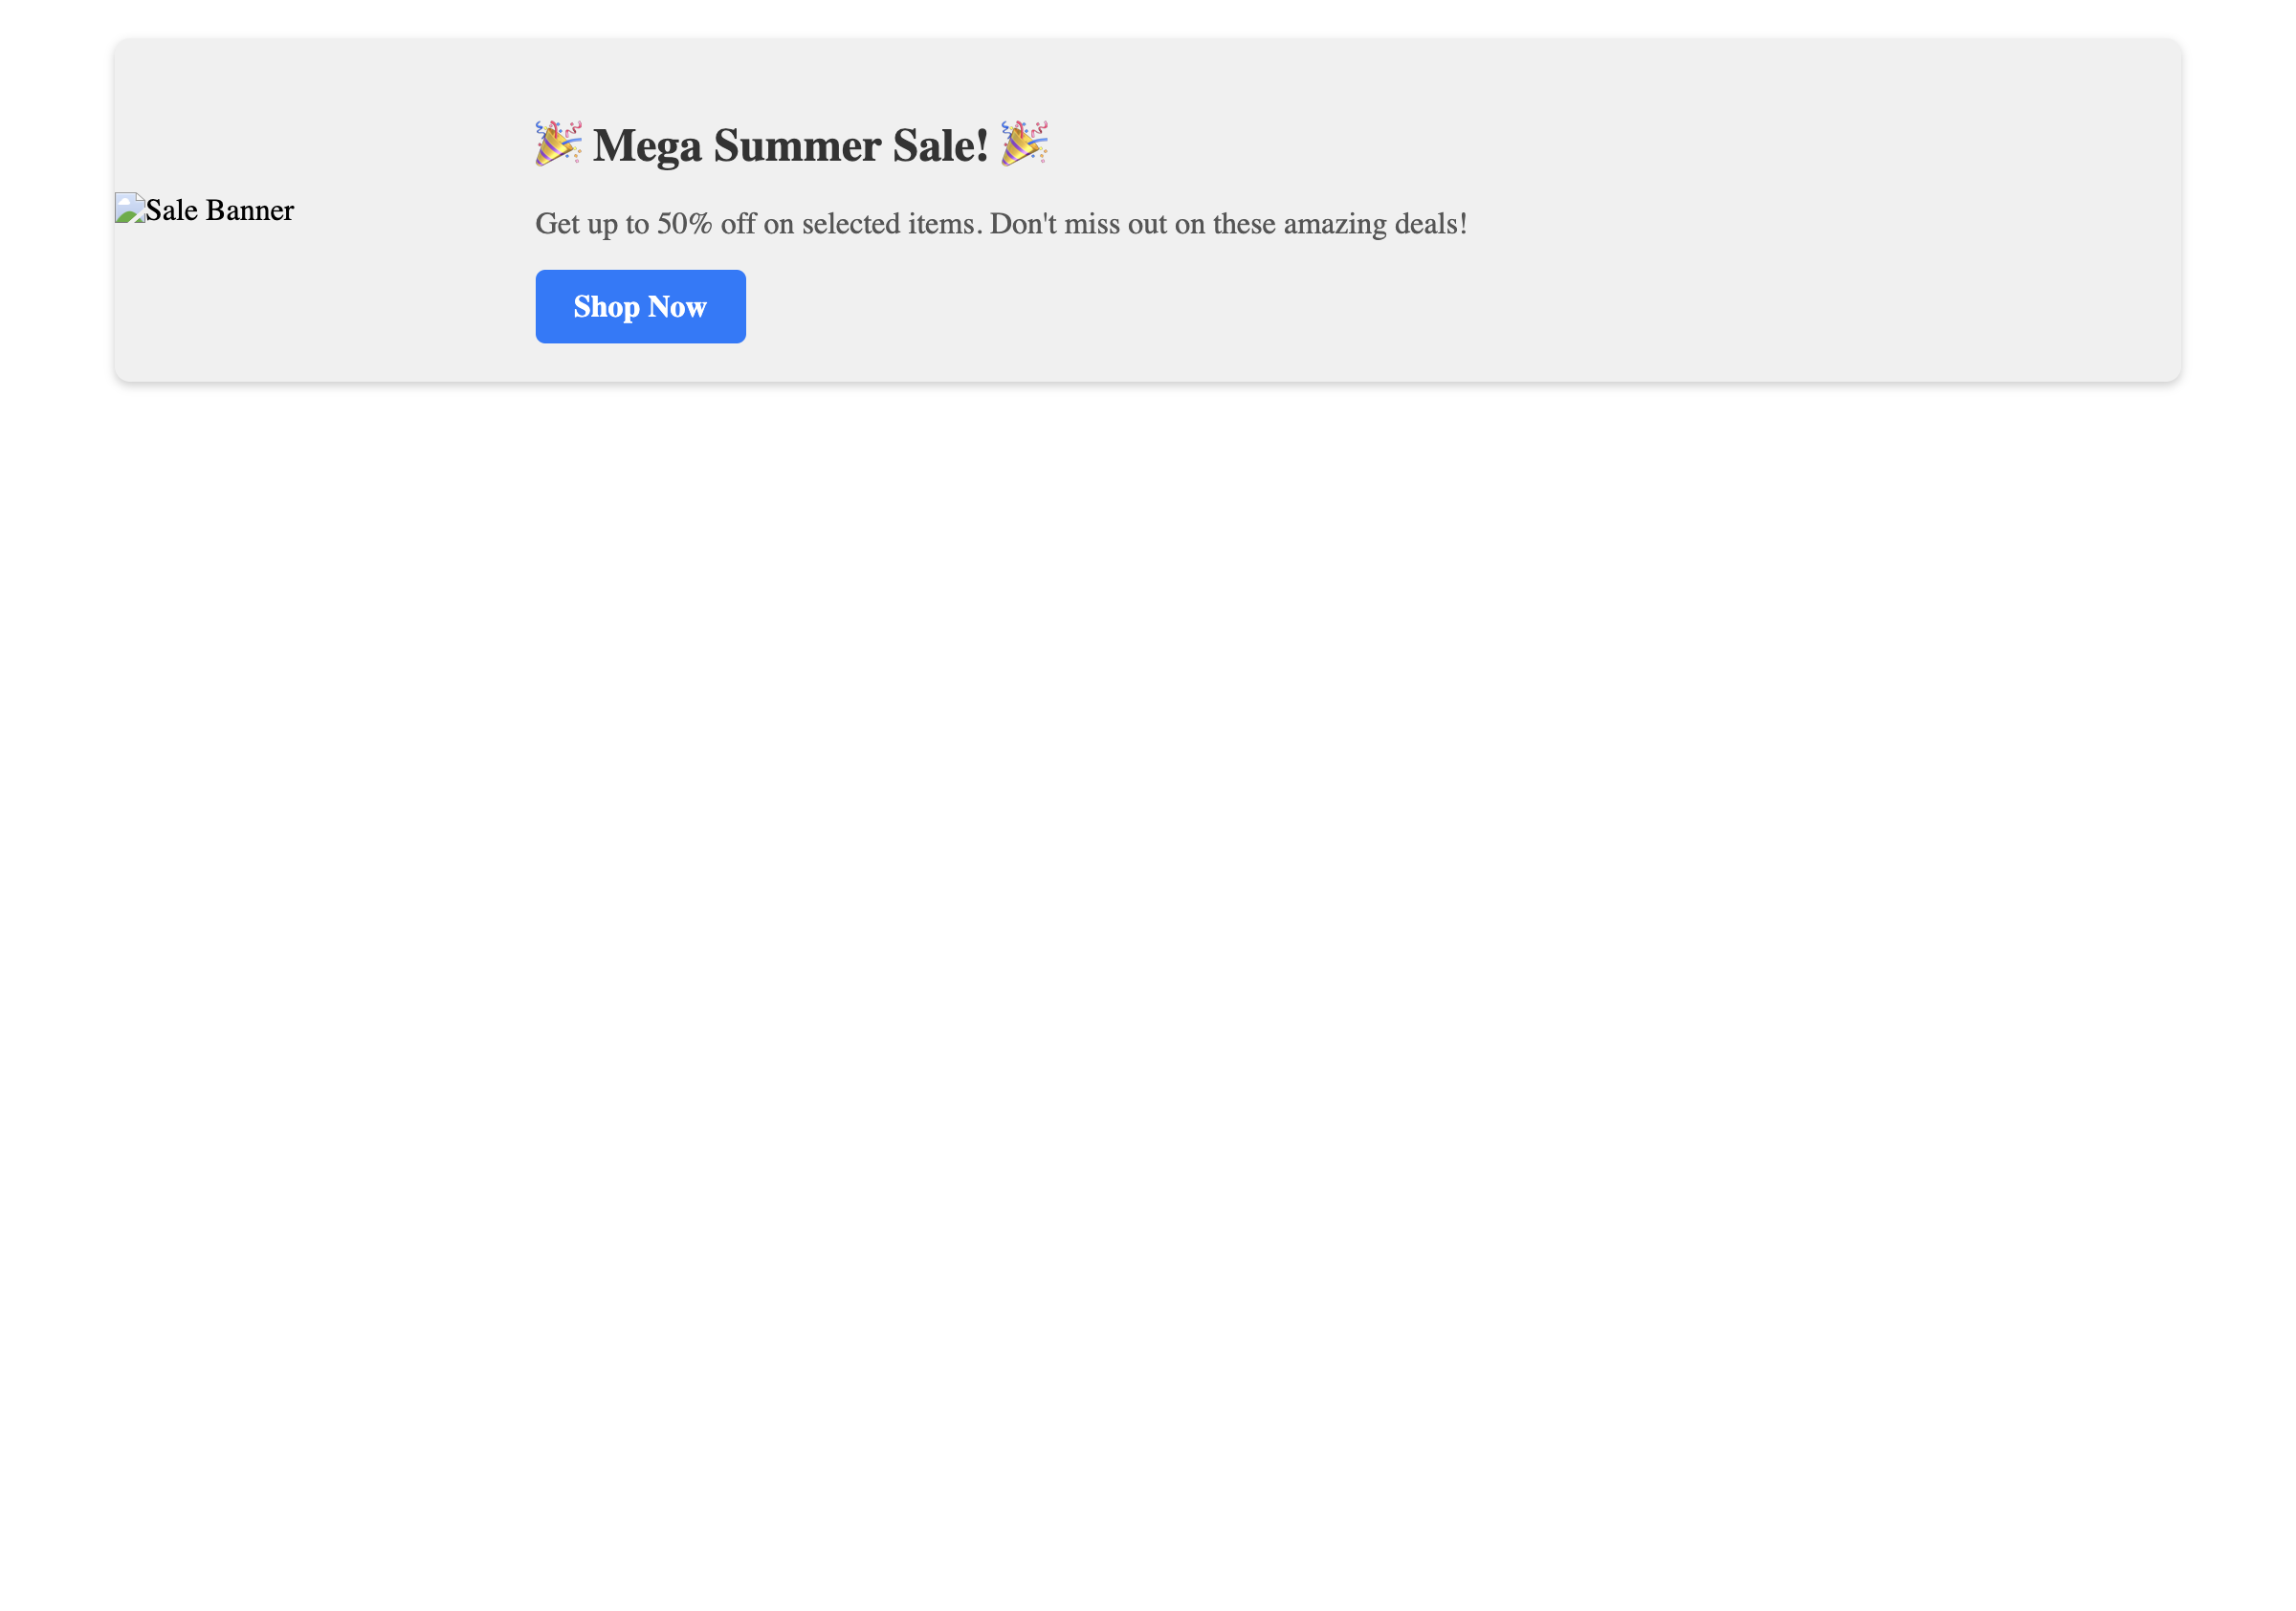 🎉 Mega Summer Sale! 🎉
Sale Banner
Get up to 50% off on selected items. Don't miss out on these amazing deals!
Shop Now